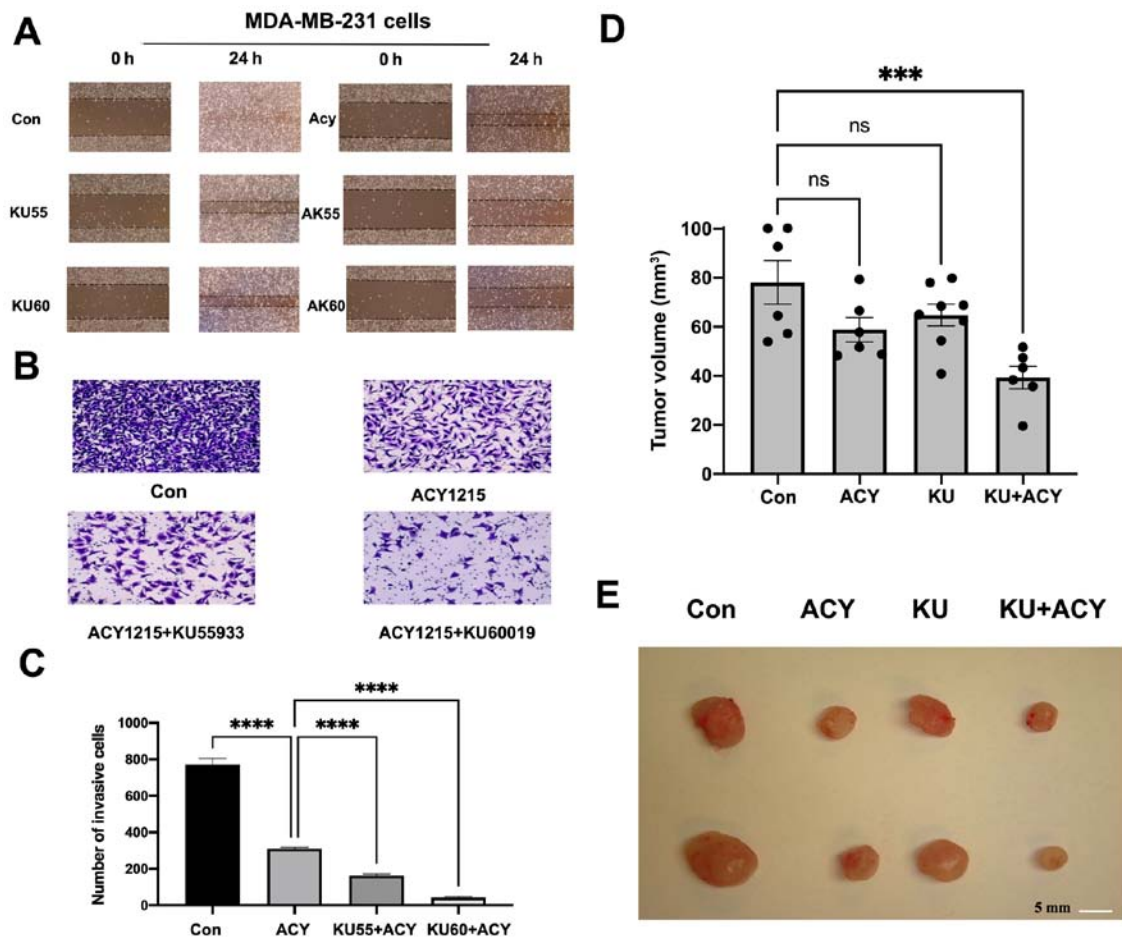 A
MDA-MB-231 cells
0 h 24 h 0 h 24 h
Con Acy
KU55 AK55
KU60 AK60
B
Con ACY1215
ACY1215+KU55933 ACY1215+KU60019
C
**** **** ****
Number of invasive cells
1000
800
600
400
200
0
Con ACY KU55+ACY KU60+ACY
D
***
ns
ns
Tumor volume (mm³)
100
80
60
40
20
0
Con ACY KU KU+ACY
E
Con ACY KU KU+ACY
5 mm